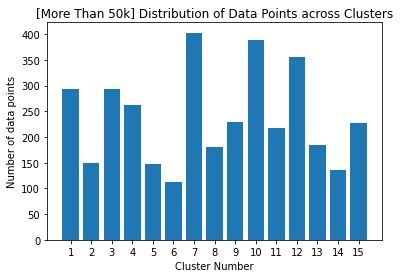 [More Than 50k] Distribution of Data Points across Clusters
Number of data points
400
350
300
250
200
150
100
50
0
1 2 3 4 5 6 7 8 9 10 11 12 13 14 15
Cluster Number